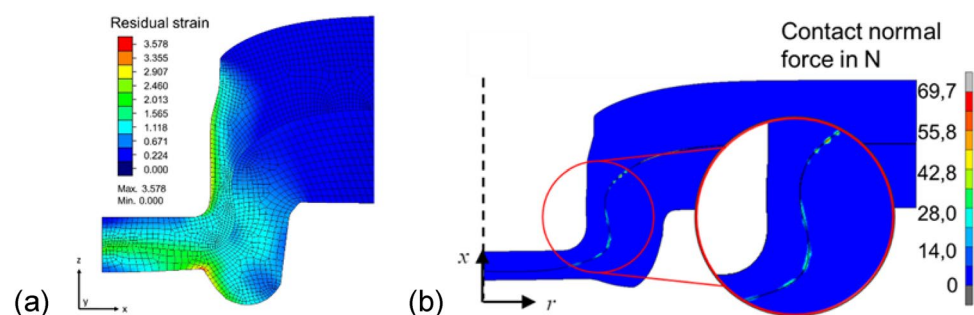 Residual strain
3.578
3.355
2.907
2.460
2.013
1.565
1.118
0.671
0.224
0.000
Max. 3.578
Min. 0.000
z
y
x
(a)
Contact normal
force in N
69,7
55,8
42,8
28,0
14,0
0
x
r
(b)